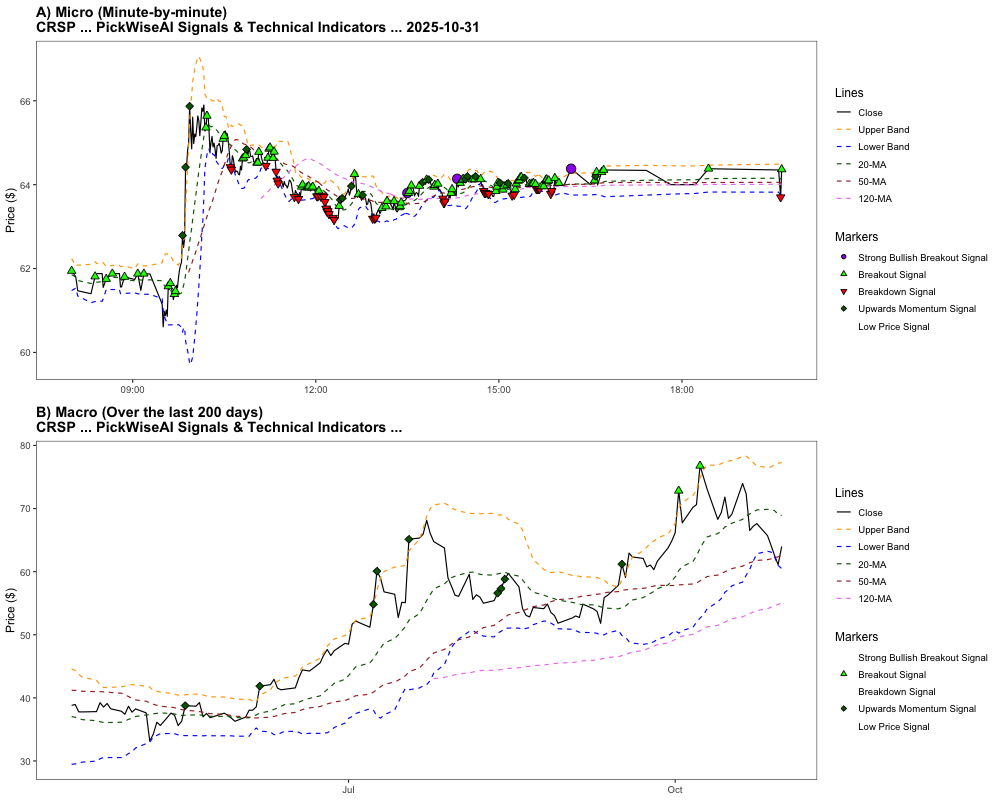 A) Micro (Minute-by-minute)
CRSP ... PickWiseAI Signals & Technical Indicators ... 2025-10-31
Price ($)
66
64
62
60
09:00
12:00
15:00
18:00
Lines
Close
Upper Band
Lower Band
20-MA
50-MA
120-MA
Markers
Strong Bullish Breakout Signal
Breakout Signal
Breakdown Signal
Upwards Momentum Signal
Low Price Signal
B) Macro (Over the last 200 days)
CRSP ... PickWiseAI Signals & Technical Indicators ...
Price ($)
80
70
60
50
40
30
Jul
Oct
Lines
Close
Upper Band
Lower Band
20-MA
50-MA
120-MA
Markers
Strong Bullish Breakout Signal
Breakout Signal
Breakdown Signal
Upwards Momentum Signal
Low Price Signal